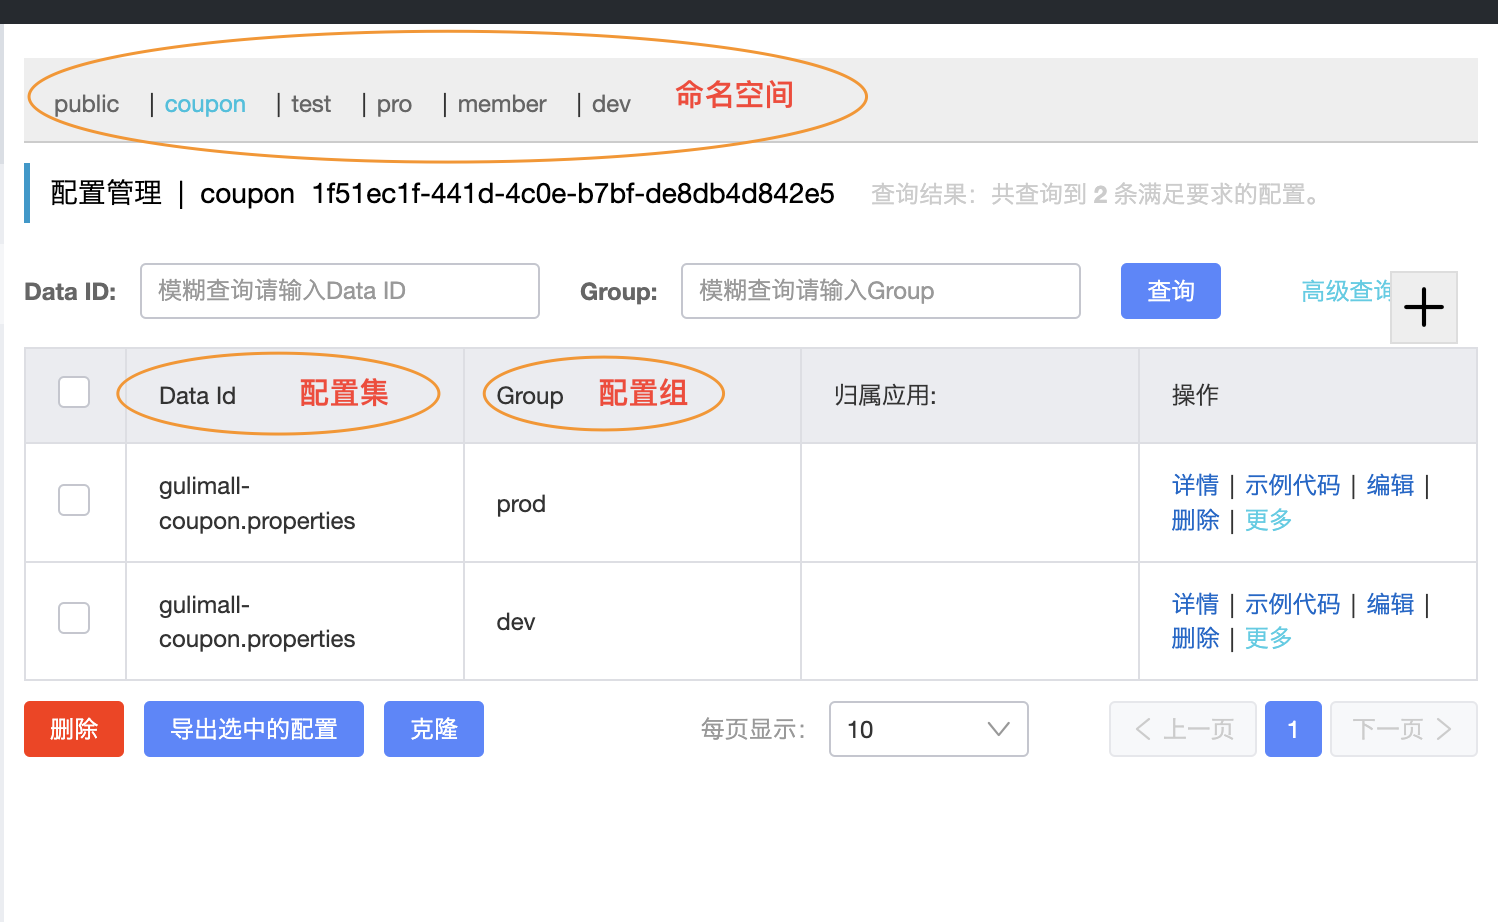 public | coupon | test | pro | member | dev 命名空间
配置管理 | coupon 1f51ec1f-441d-4c0e-b7bf-de8db4d842e5 查询结果：共查询到 2 条满足要求的配置。
Data ID: 模糊查询请输入Data ID Group: 模糊查询请输入Group 查询 高级查询
Data Id 配置集 Group 配置组 归属应用: 操作
gulimall-
coupon.properties
prod
详情 | 示例代码 | 编辑 |
删除 | 更多
gulimall-
coupon.properties
dev
详情 | 示例代码 | 编辑 |
删除 | 更多
删除 导出选中的配置 克隆 每页显示： 10 上一页 1 下一页